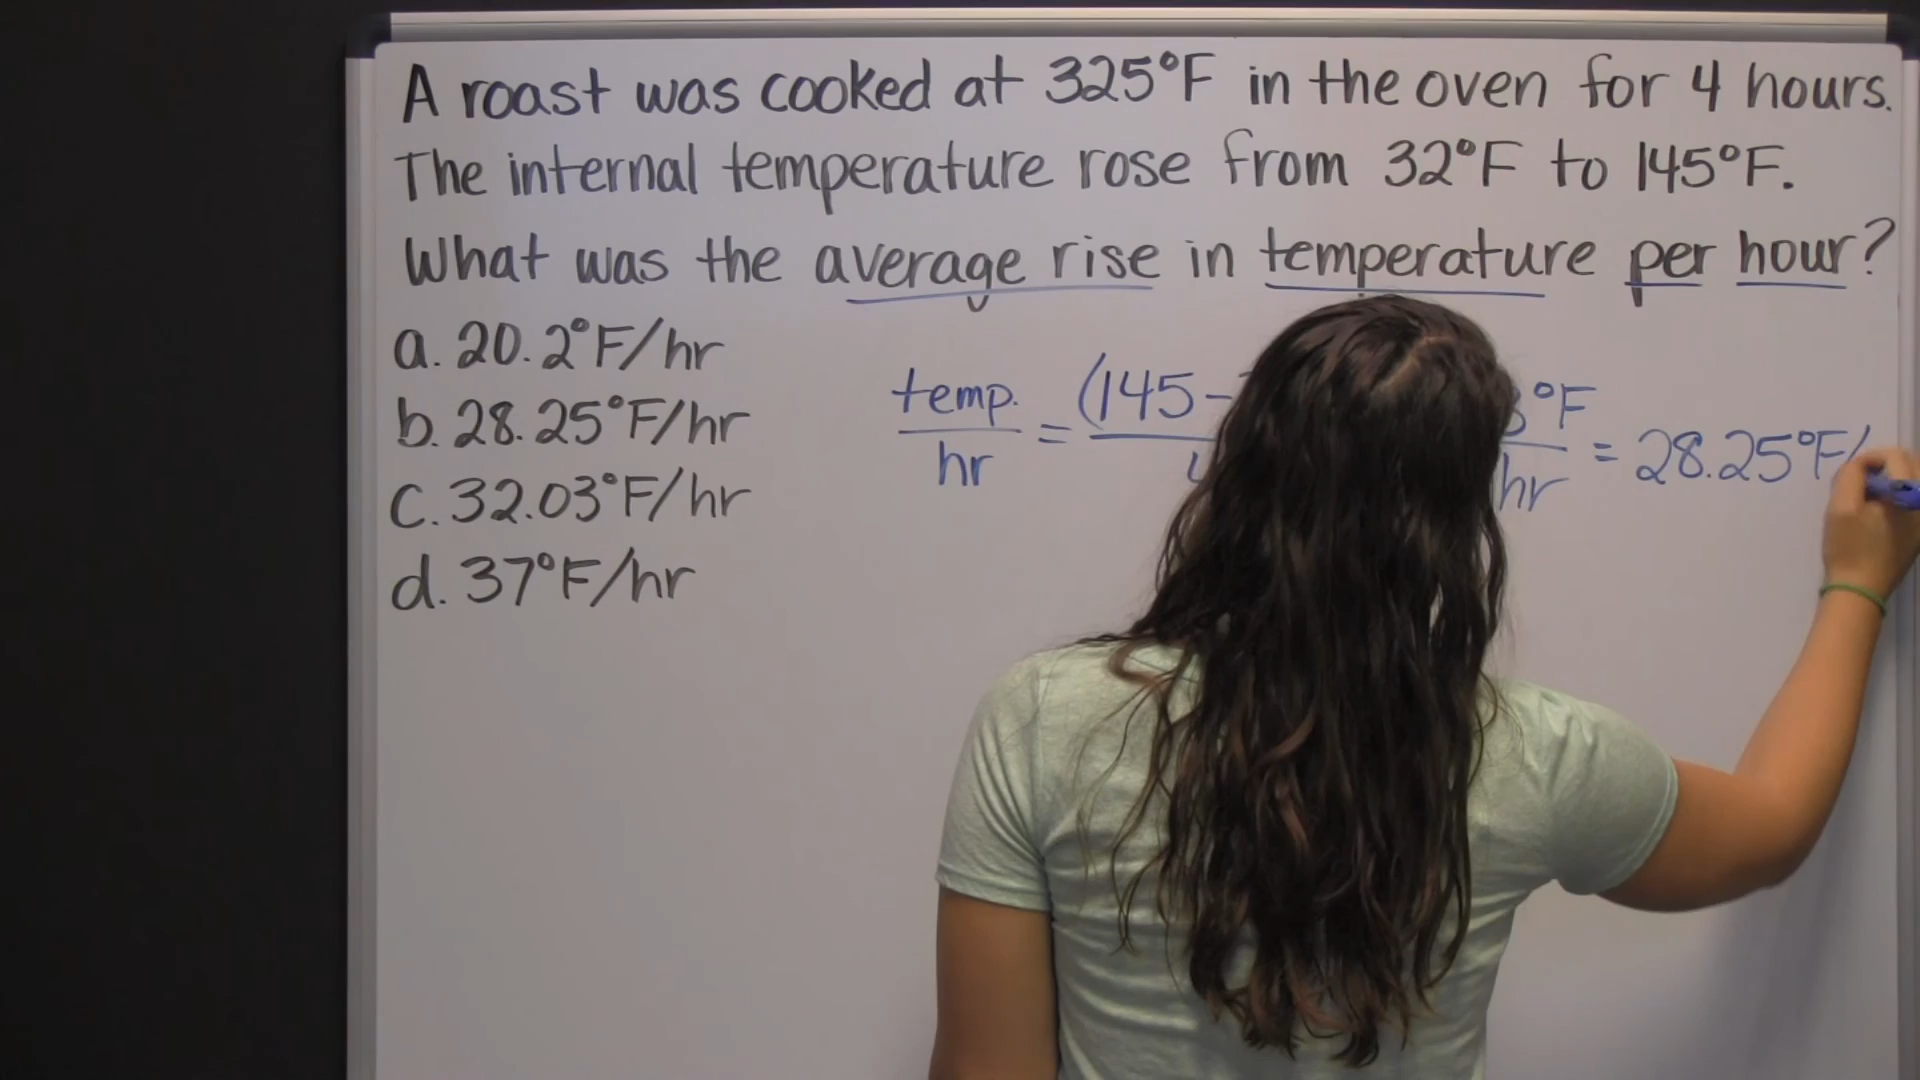 A roast was cooked at 325°F in the oven for 4 hours.
The internal temperature rose from 32°F to 145°F.
What was the average rise in temperature per hour?
a. 20.2°F/hr
b. 28.25°F/hr
c. 32.03°F/hr
d. 37°F/hr
temp. (145- °F
hr = hr = 28.25°F/